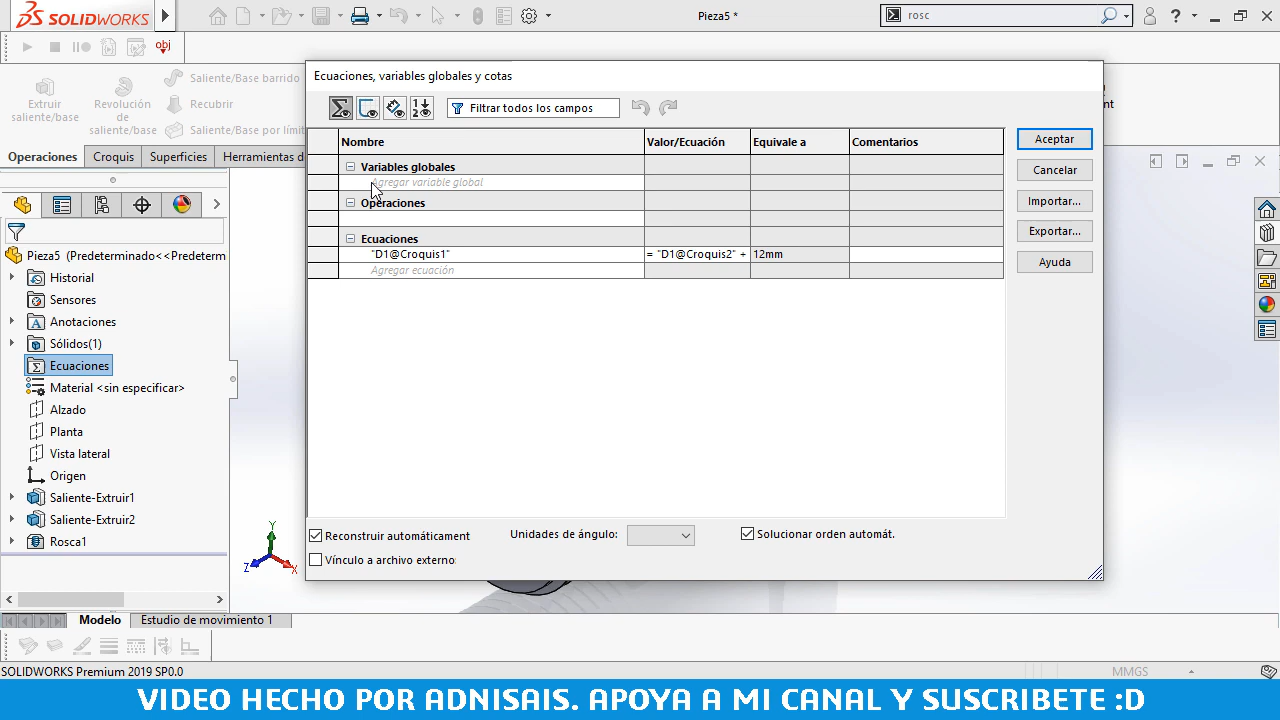 SOLIDWORKS
Pieza5 *
rosc
obj
Extruir saliente/base
Revolución de saliente/base
Saliente/Base barrido
Recubrir
Saliente/Base por límit
Operaciones
Croquis
Superficies
Herramientas d
Pieza5 (Predeterminado<<Predeterm
Historial
Sensores
Anotaciones
Sólidos(1)
Ecuaciones
Material <sin especificar>
Alzado
Planta
Vista lateral
Origen
Saliente-Extruir1
Saliente-Extruir2
Rosca1
Ecuaciones, variables globales y cotas
Filtrar todos los campos
Nombre Valor/Ecuación Equivale a Comentarios
Variables globales
Agregar variable global
Operaciones
Ecuaciones
"D1@Croquis1" = "D1@Croquis2" + 12mm
Agregar ecuación
Aceptar
Cancelar
Importar...
Exportar...
Ayuda
Reconstruir automáticament
Unidades de ángulo:
Solucionar orden automát.
Vínculo a archivo externo:
Y
Z
X
Modelo
Estudio de movimiento 1
SOLIDWORKS Premium 2019 SP0.0
MMGS
VIDEO HECHO POR ADNISAIS. APOYA A MI CANAL Y SUSCRIBETE :D